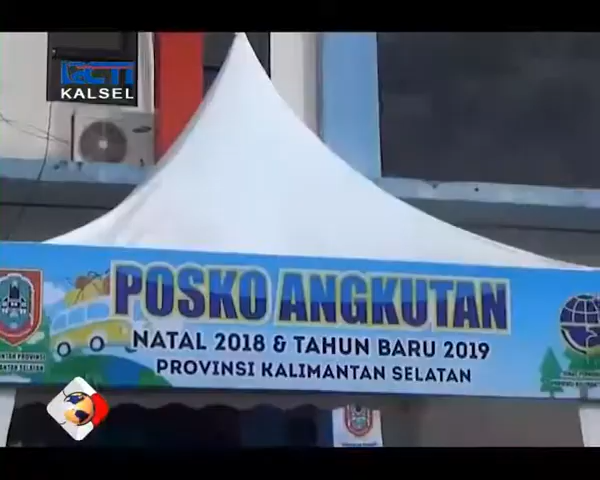 RCTI
KALSEL
POSKO ANGKUTAN
NATAL 2018 & TAHUN BARU 2019
PROVINSI KALIMANTAN SELATAN